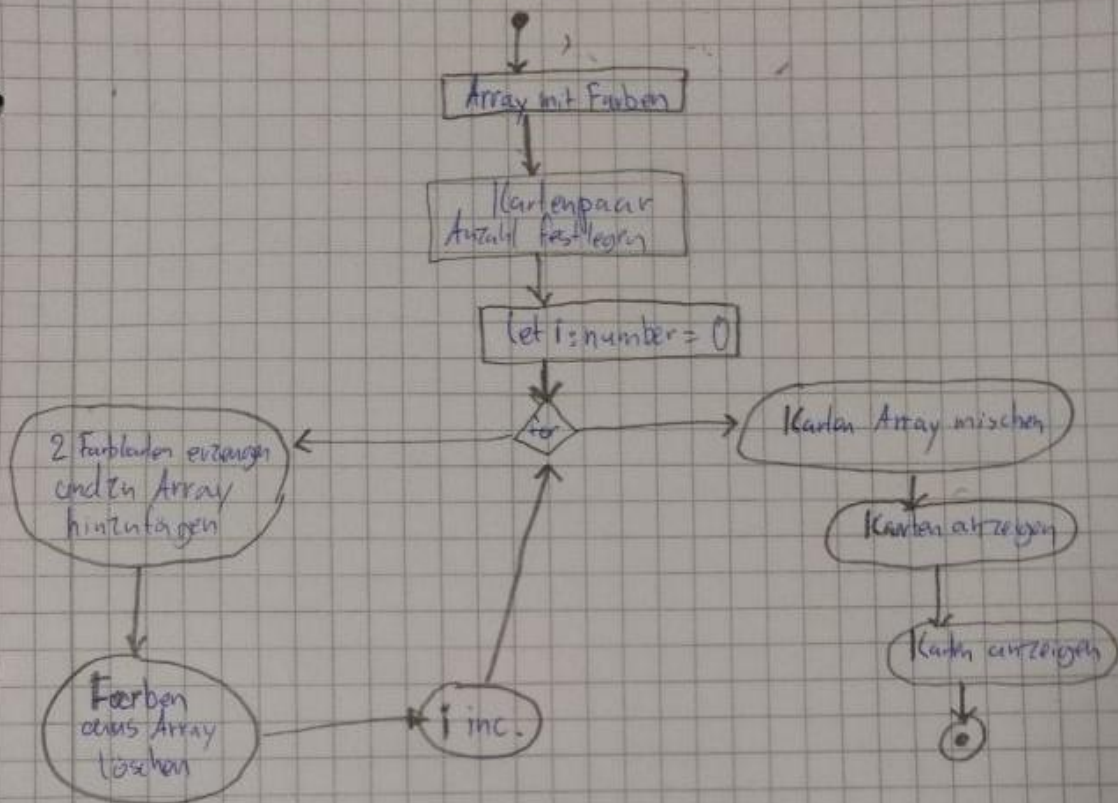 Array mit Farben
Kartenpaar
Anzahl festlegen
let i:number = 0
for
2 Farbkarten erzeugen
und zu Array
hinzufügen
Farben
aus Array
löschen
i inc.
Karten Array mischen
Karten anzeigen
Karten anzeigen